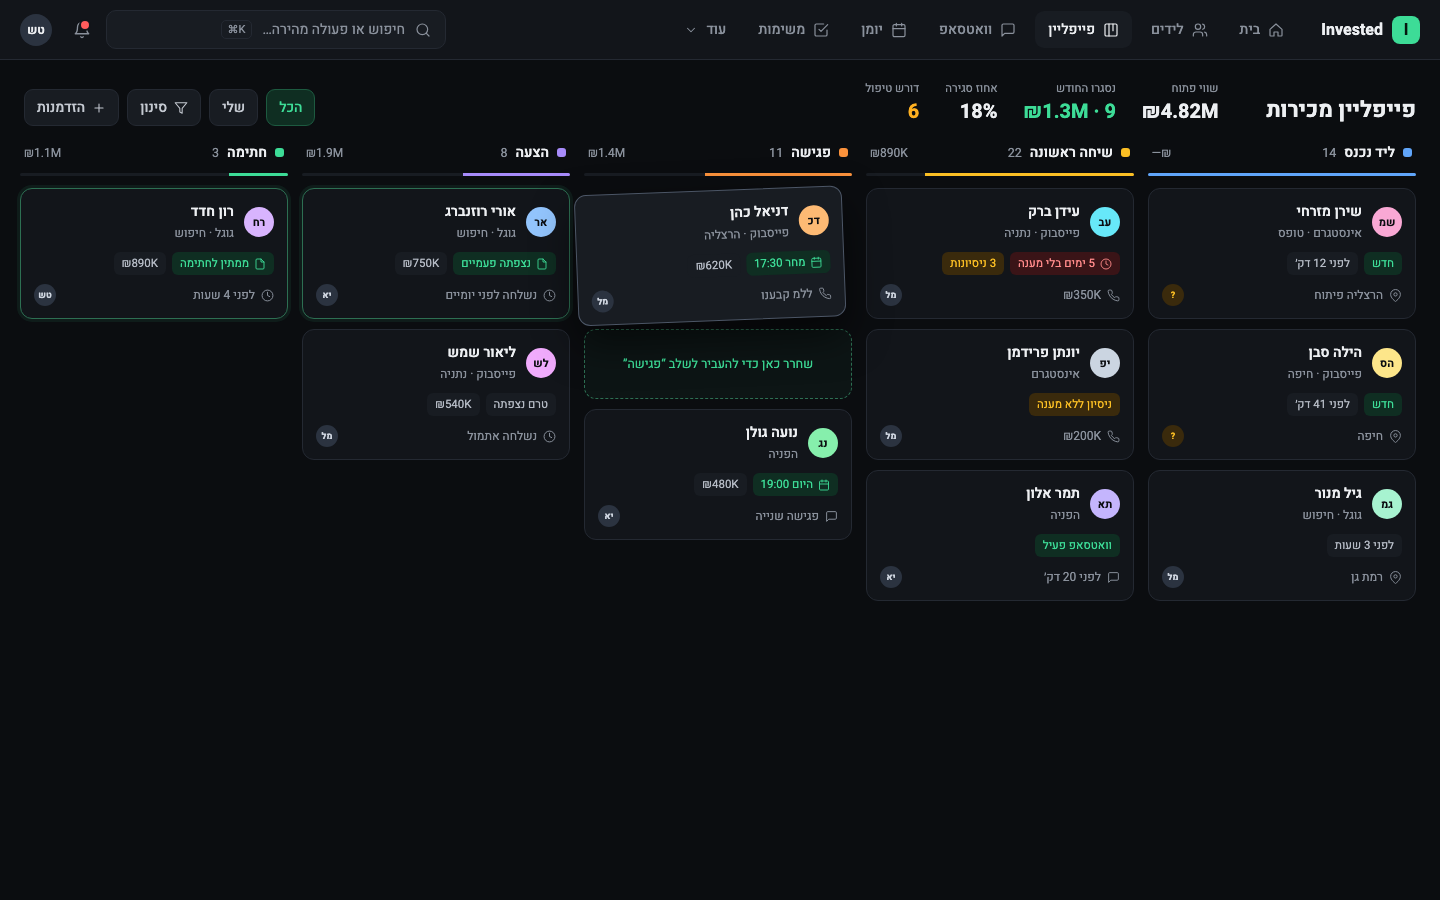 I Invested
בית
לידים
פייפליין
וואטסאפ
יומן
משימות
עוד
חיפוש או פעולה מהירה... ⌘K
טש
פייפליין מכירות
שווי פתוח
₪4.82M
נסגרו החודש
9 · ₪1.3M
אחוז סגירה
18%
דורש טיפול
6
הכל
שלי
סינון
הזדמנות
ליד נכנס 14 ₪—
שמ
שירן מזרחי
אינסטגרם · טופס
חדש לפני 12 דק׳
הרצליה פיתוח ?
הס
הילה סבן
פייסבוק · חיפה
חדש לפני 41 דק׳
חיפה ?
גמ
גיל מנור
גוגל · חיפוש
לפני 3 שעות
רמת גן מל
שיחה ראשונה 22 ₪890K
עב
עידן ברק
פייסבוק · נתניה
5 ימים בלי מענה 3 ניסיונות
₪350K מל
יפ
יונתן פרידמן
אינסטגרם
ניסיון ללא מענה
₪200K מל
תא
תמר אלון
הפניה
וואטסאפ פעיל
לפני 20 דק׳ יא
פגישה 11 ₪1.4M
דכ
דניאל כהן
פייסבוק · הרצליה
מחר 17:30 ₪620K
ללמ קבענו מל
שחרר כאן כדי להעביר לשלב ״פגישה״
נג
נועה גולן
הפניה
היום 19:00 ₪480K
פגישה שנייה יא
הצעה 8 ₪1.9M
אר
אורי רוזנברג
גוגל · חיפוש
נצפתה פעמיים ₪750K
נשלחה לפני יומיים יא
לש
ליאור שמש
פייסבוק · נתניה
טרם נצפתה ₪540K
נשלחה אתמול מל
חתימה 3 ₪1.1M
רח
רון חדד
גוגל · חיפוש
ממתין לחתימה ₪890K
לפני 4 שעות טש